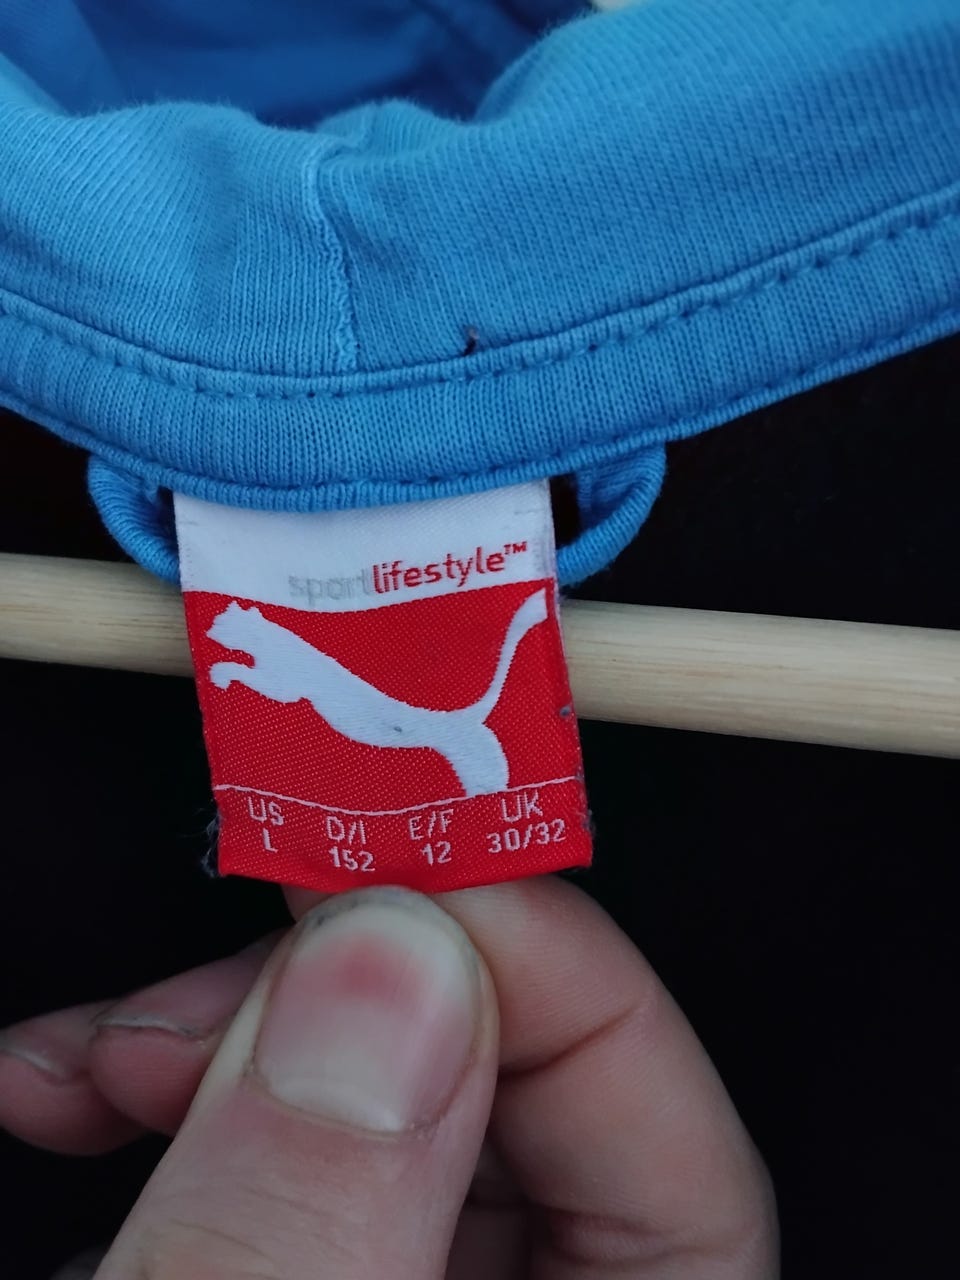 sportlifestyle™
US D/I E/F UK
L 152 12 30/32